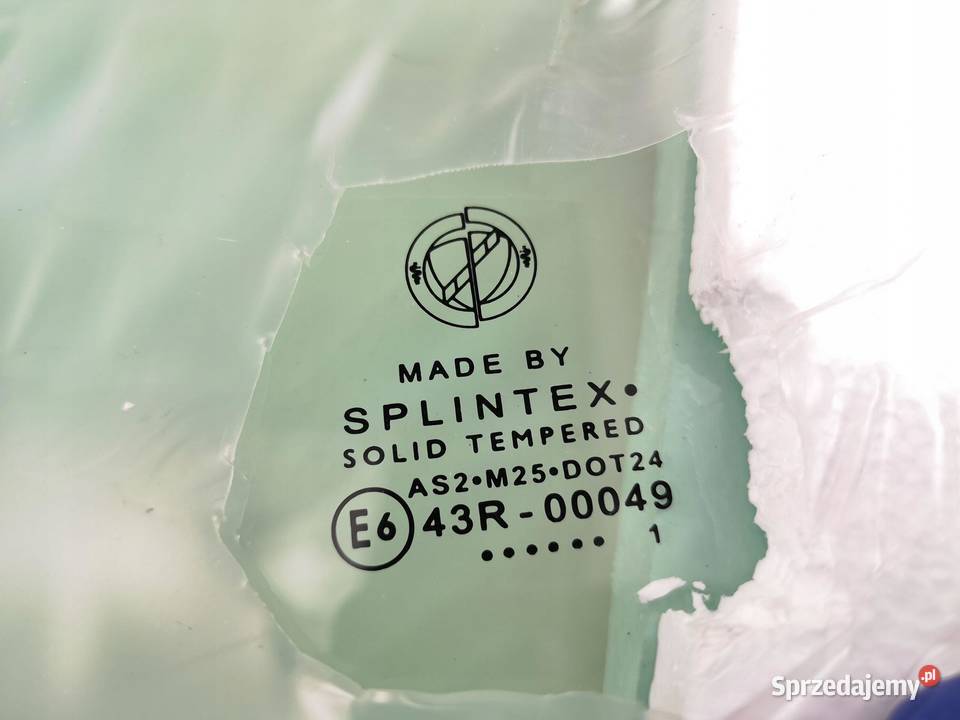 MADE BY
SPLINTEX•
SOLID TEMPERED
AS2•M25•DOT24
E6 43R-00049
•••••• 1
Sprzedajemy.pl